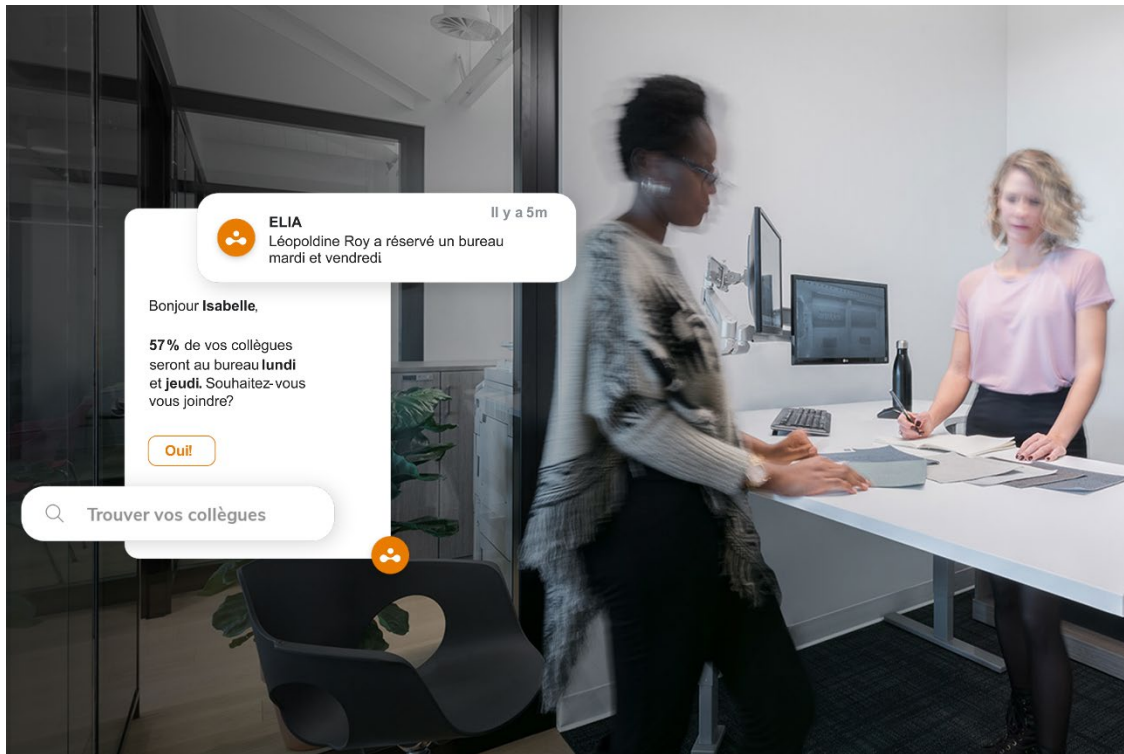 ELIA
Il y a 5m
Léopoldine Roy a réservé un bureau
mardi et vendredi
Bonjour Isabelle,
57% de vos collègues
seront au bureau lundi
et jeudi. Souhaitez-vous
vous joindre?
Oui!
Trouver vos collègues